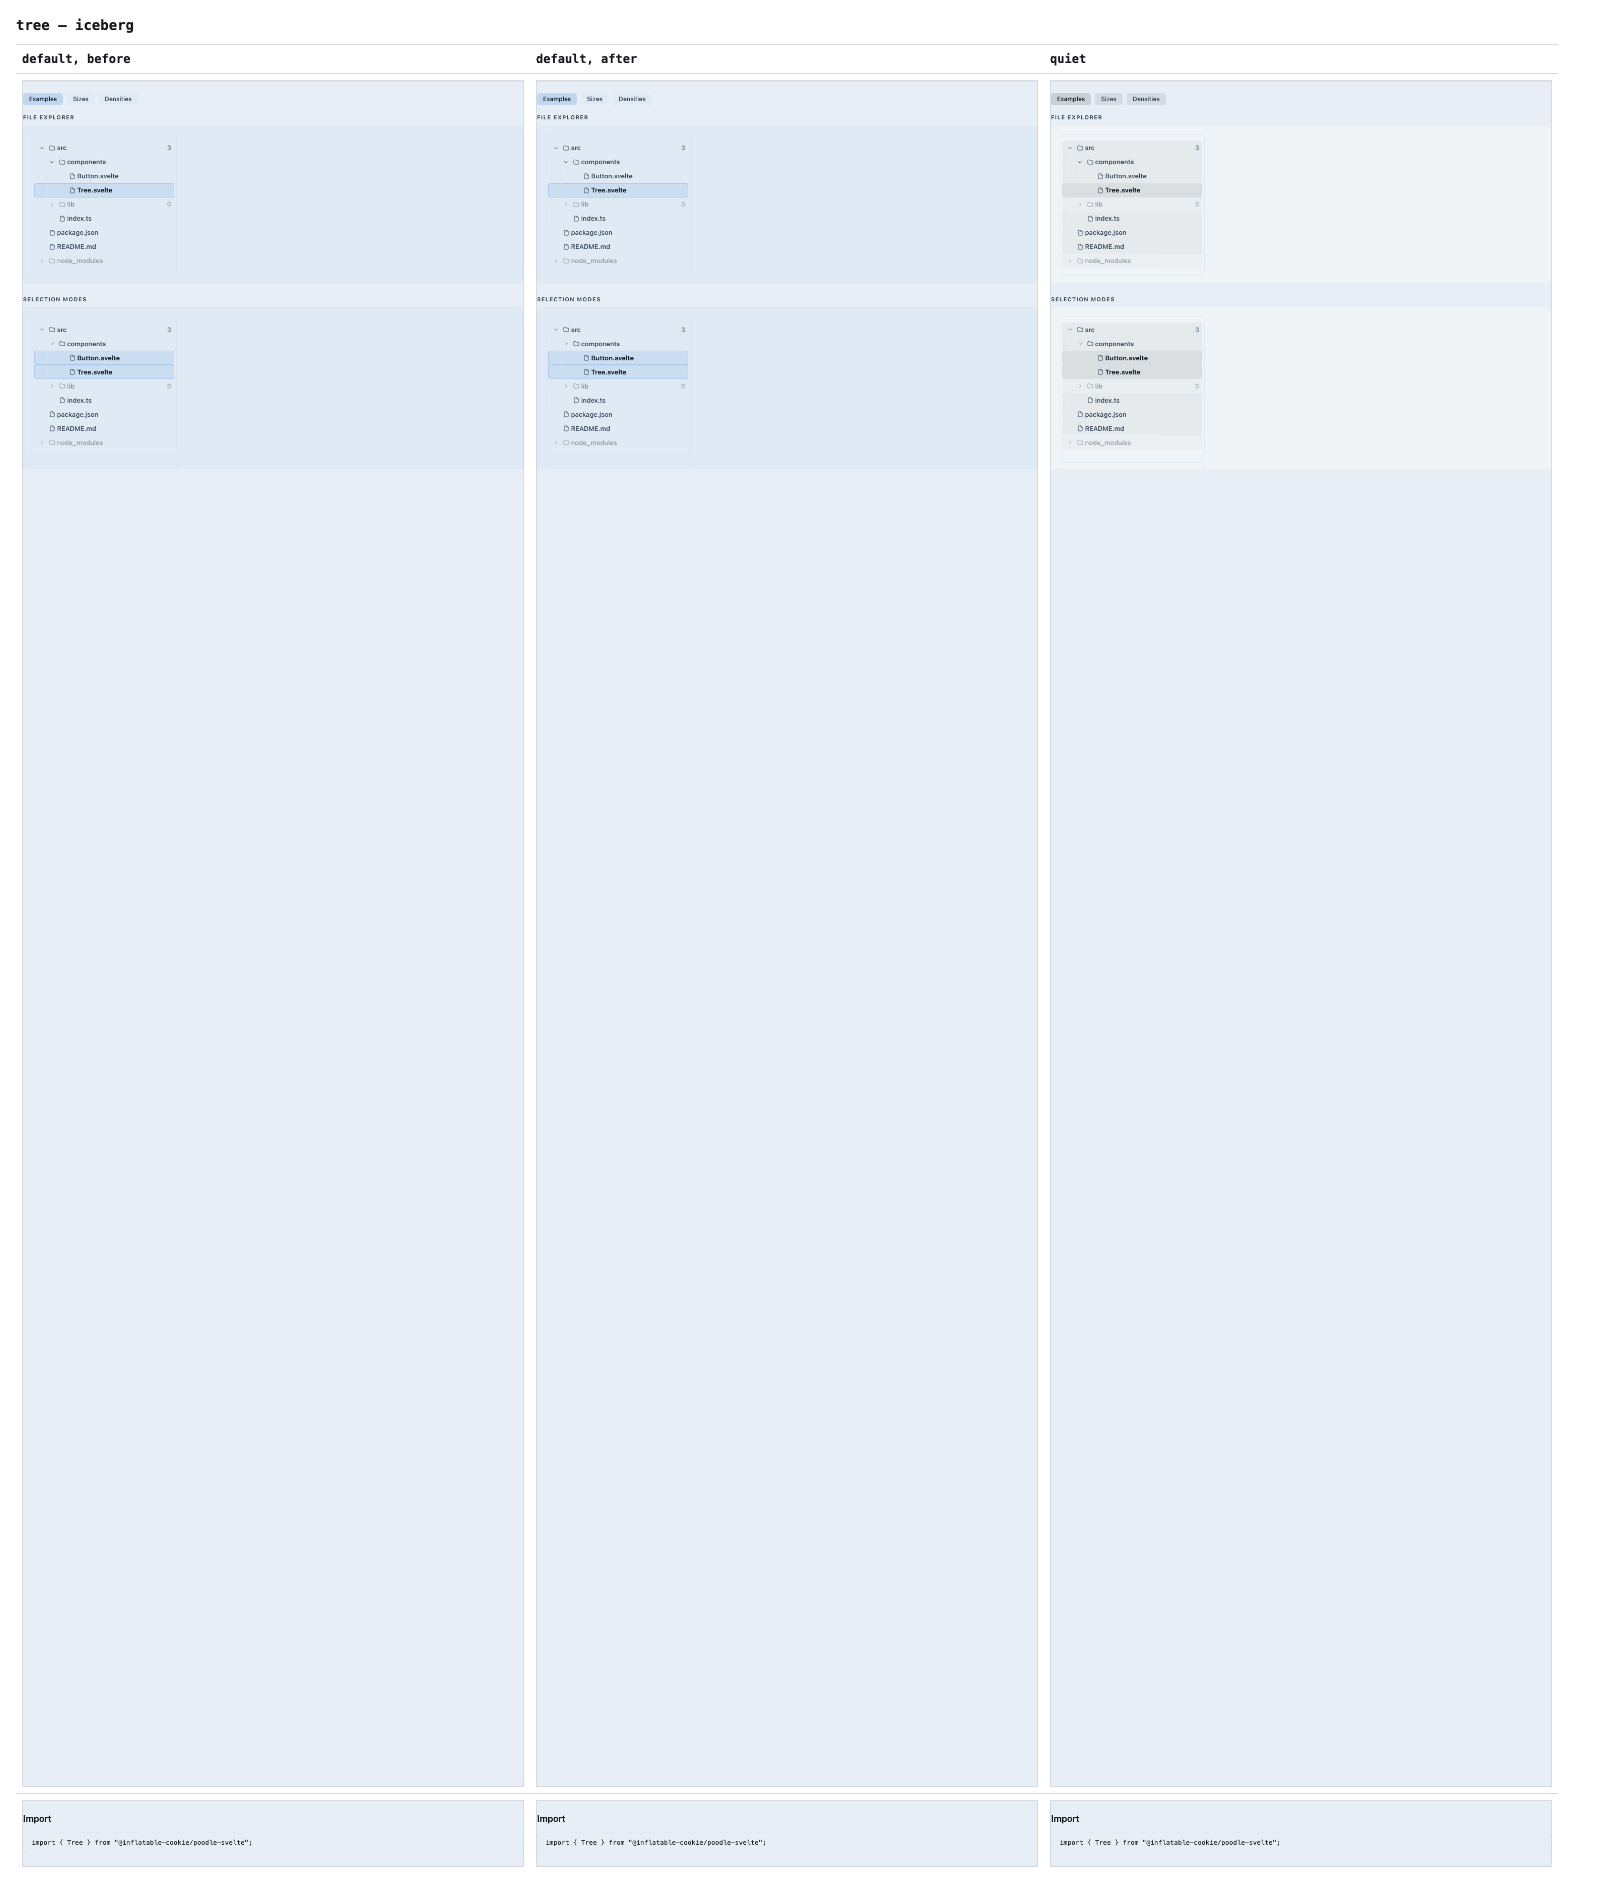 tree — iceberg
default, before
default, after
quiet
Examples Sizes Densities
FILE EXPLORER
src 3
components
Button.svelte
Tree.svelte
lib 0
index.ts
package.json
README.md
node_modules
SELECTION MODES
src 3
components
Button.svelte
Tree.svelte
lib 0
index.ts
package.json
README.md
node_modules
Examples Sizes Densities
FILE EXPLORER
src 3
components
Button.svelte
Tree.svelte
lib 0
index.ts
package.json
README.md
node_modules
SELECTION MODES
src 3
components
Button.svelte
Tree.svelte
lib 0
index.ts
package.json
README.md
node_modules
Examples Sizes Densities
FILE EXPLORER
src 3
components
Button.svelte
Tree.svelte
lib 0
index.ts
package.json
README.md
node_modules
SELECTION MODES
src 3
components
Button.svelte
Tree.svelte
lib 0
index.ts
package.json
README.md
node_modules
Import
import { Tree } from "@inflatable-cookie/poodle-svelte";
Import
import { Tree } from "@inflatable-cookie/poodle-svelte";
Import
import { Tree } from "@inflatable-cookie/poodle-svelte";